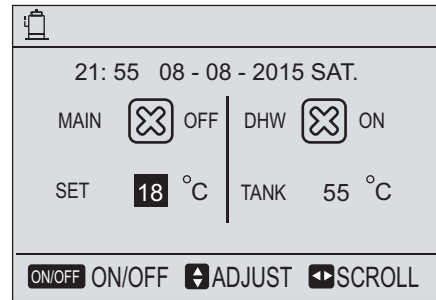 21: 55 08 - 08 - 2015 SAT.
MAIN OFF DHW ON
SET 18 °C TANK 55 °C
ON/OFF ON/OFF ADJUST SCROLL